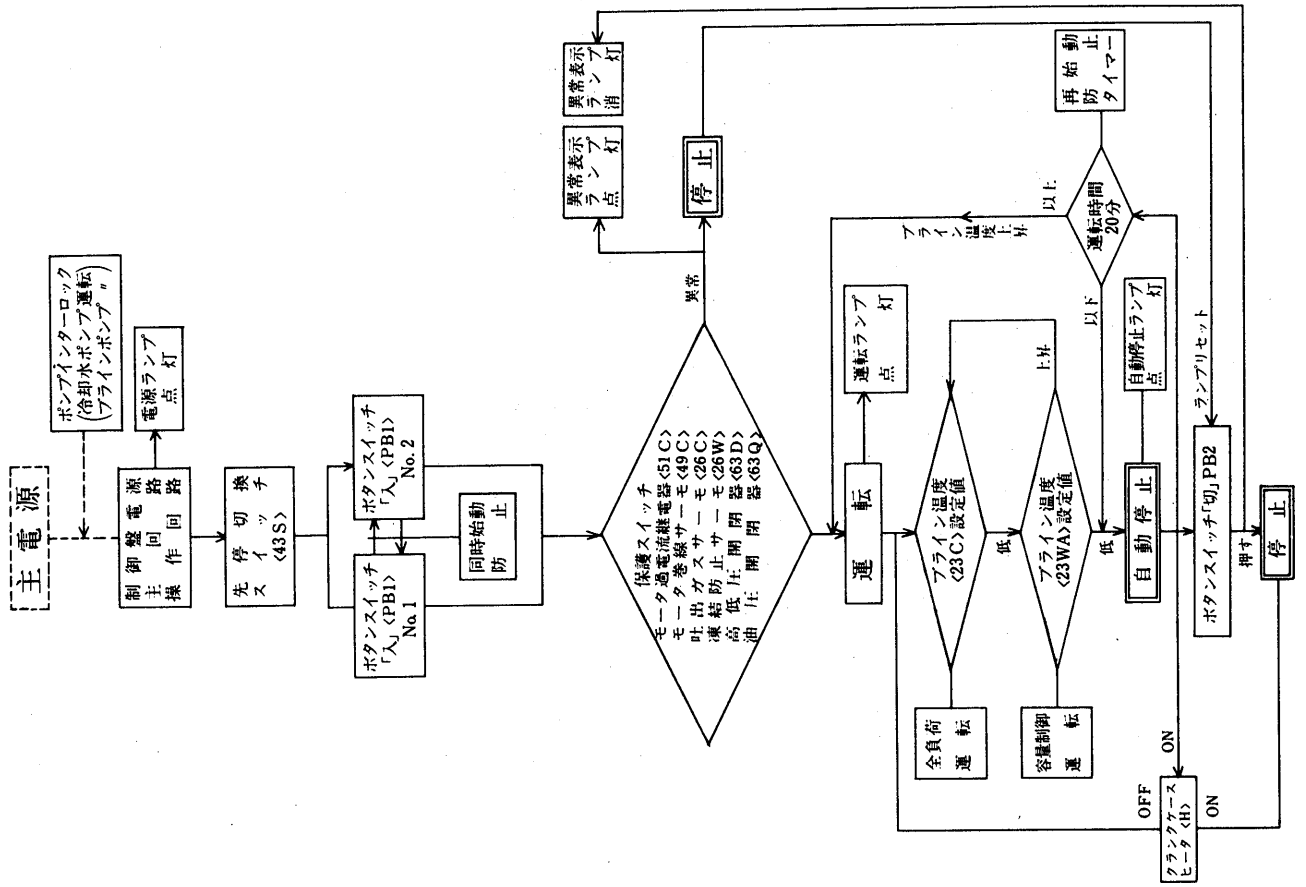 主電源
ポンプインターロック
(冷却水ポンプ運転)
(ブラインポンプ 〃)
制御盤電源
主回路
操作回路
電源ランプ
点灯
先停切換
スイッチ
<43S>
ボタンスイッチ
「入」<PB1>
No.1
ボタンスイッチ
「入」<PB1>
No.2
同時始動
防止
保護スイッチ
モータ過電流継電器<51C>
モータ巻線サーモ<49C>
吐出ガスサーモ<26C>
凍結防止サーモ<26W>
高低圧開閉器<63D>
油圧開閉器<63Q>
異常
異常表示
ランプ
点灯
異常表示
ランプ
消灯
停止
運転
運転ランプ
点灯
ブライン温度
<23C>設定値
全負荷
運転
低
上昇
ブライン温度
<23WA>設定値
容量制御
運転
低
ブライン温度上昇
以上
運転時間
20分
以下
再始動
防止
タイマー
自動停止
自動停止ランプ
点灯
ランプリセット
ボタンスイッチ「切」PB2
押す
停止
OFF
ON
クランクケース
ヒータ<H>
ON